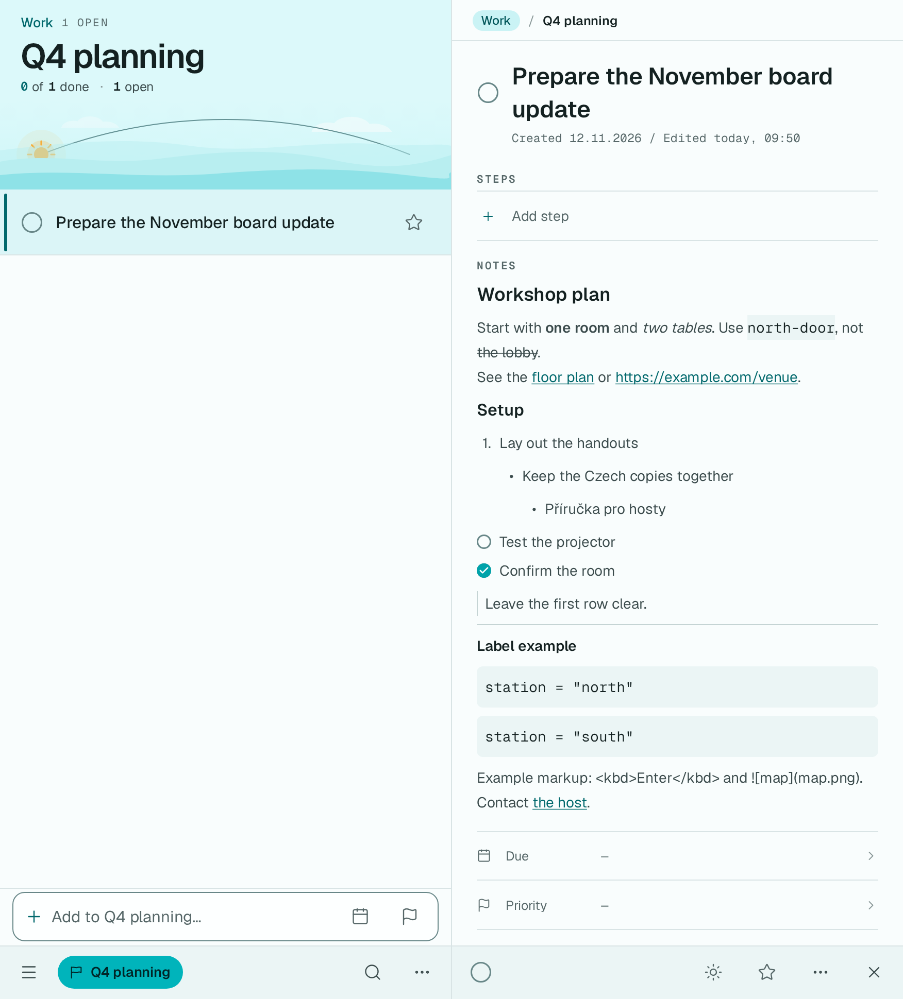 Work 1 OPEN
Q4 planning
0 of 1 done · 1 open
Prepare the November board update
Add to Q4 planning...
Q4 planning
Work / Q4 planning
Prepare the November board
update
Created 12.11.2026 / Edited today, 09:50
STEPS
+ Add step
NOTES
Workshop plan
Start with one room and two tables. Use north-door, not
the lobby.
See the floor plan or https://example.com/venue.
Setup
1. Lay out the handouts
• Keep the Czech copies together
• Příručka pro hosty
Test the projector
Confirm the room
Leave the first row clear.
Label example
station = "north"
station = "south"
Example markup: <kbd>Enter</kbd> and ![map](map.png).
Contact the host.
Due –
Priority –